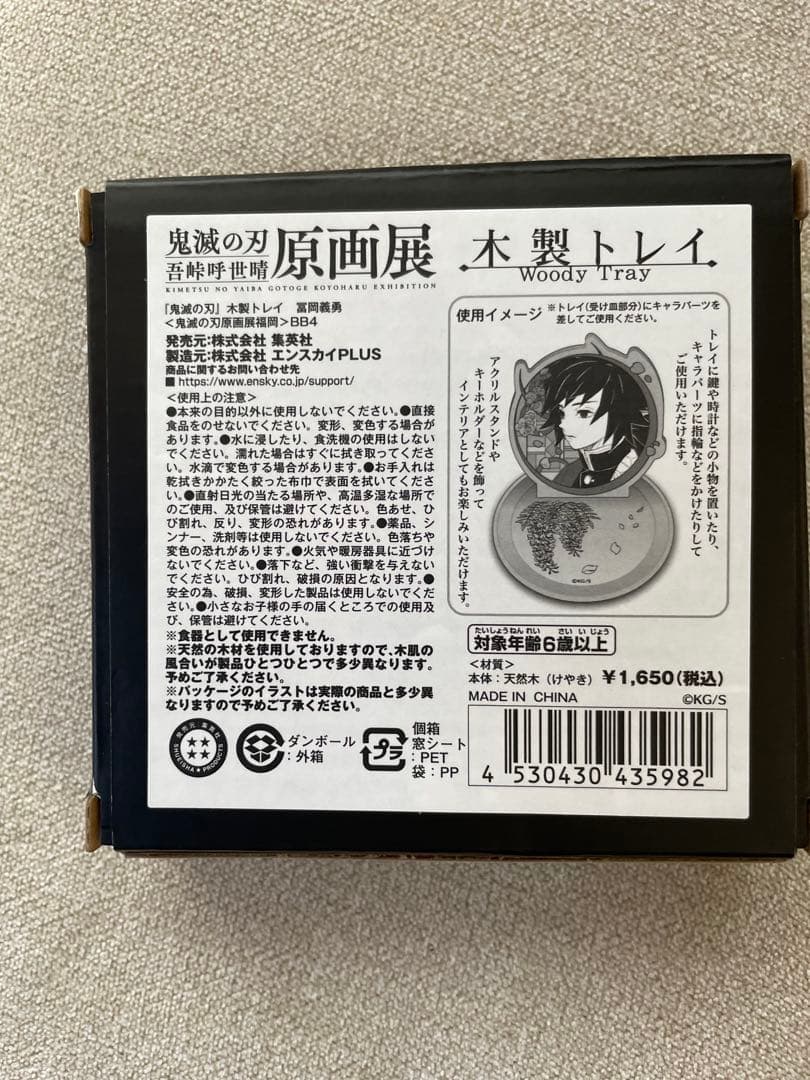 鬼滅の刃
吾峠呼世晴
原画展
KIMETSU NO YAIBA GOTOGE KOYOHARU EXHIBITION
『鬼滅の刃』木製トレイ 冨岡義勇
<鬼滅の刃原画展福岡>BB4
発売元:株式会社 集英社
製造元:株式会社 エンスカイPLUS
商品に関するお問い合わせ先
■ https://www.ensky.co.jp/support/
<使用上の注意>
●本来の目的以外に使用しないでください。●直接
食品をのせないでください。変形、変色する場合が
あります。●水に浸したり、食洗機の使用はしない
でください。濡れた場合はすぐに拭き取ってくださ
い。水滴で変色する場合があります。●お手入れは
乾拭きかかたく絞った布巾で表面を拭いてくださ
い。●直射日光の当たる場所や、高温多湿な場所で
のご使用、及び保管は避けてください。色あせ、ひ
び割れ、反り、変形の恐れがあります。●薬品、シ
ンナー、洗剤等は使用しないでください。色落ちや
変色の恐れがあります。●火気や暖房器具に近づけ
ないでください。●落下など、強い衝撃を与えない
でください。ひび割れ、破損の原因となります。●
安全の為、破損、変形した製品は使用しないでくだ
さい。●小さなお子様の手の届くところでの使用及
び、保管は避けてください。
※食器として使用できません。
※天然の木材を使用しておりますので、木肌の
風合いが製品ひとつひとつで多少異なります。
予めご了承ください。
※パッケージのイラストは実際の商品と多少異
なりますので予めご了承ください。
発売元 集英社
SHUEISHA PRODUCTS
ダンボール
:外箱
プラ
個箱
窓シート
:PET
袋:PP
木製トレイ
Woody Tray
使用イメージ
※トレイ(受け皿部分)にキャラパーツを
差してご使用ください。
トレイに鍵や時計などの小物を置いたり、
キャラパーツに指輪などをかけたりして
ご使用いただけます。
アクリルスタンドや
キーホルダーなどを飾って
インテリアとしてもお楽しみいただけます。
©KG/S
たいしょうねんれい さいいじょう
対象年齢6歳以上
<材質>
本体:天然木(けやき) ¥1,650(税込)
MADE IN CHINA ©KG/S
4 530430 435982